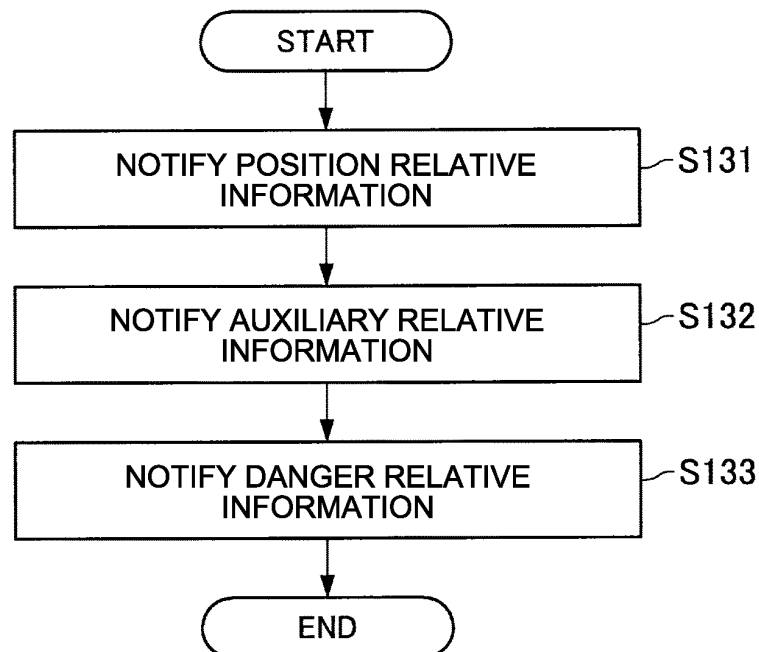 START
NOTIFY POSITION RELATIVE
INFORMATION
S131
NOTIFY AUXILIARY RELATIVE
INFORMATION
S132
NOTIFY DANGER RELATIVE
INFORMATION
S133
END